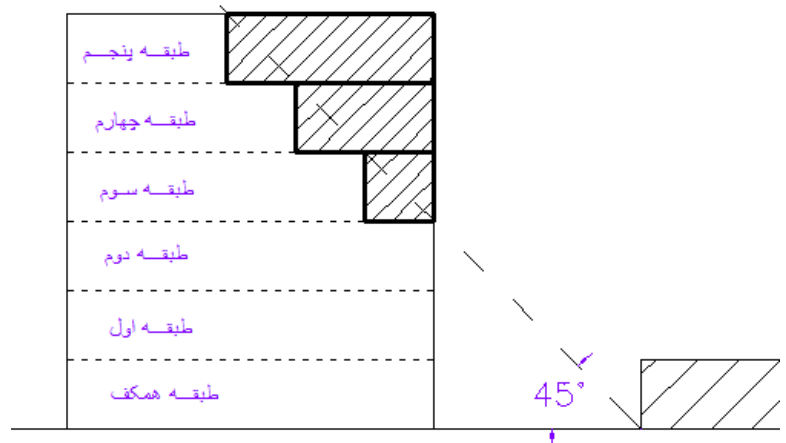 طبقه پنجم
طبقه چهارم
طبقه سوم
طبقه دوم
طبقه اول
طبقه همکف
45°